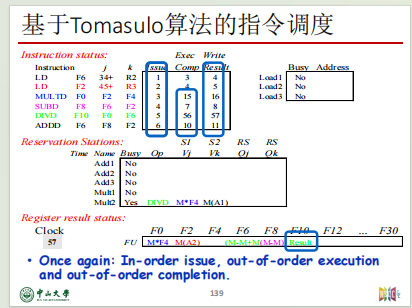 基于Tomasulo算法的指令调度
Instruction status: Exec Write
Instruction j k Issue Comp Result Busy Address
LD F6 34+ R2 1 3 4 Load1 No
LD F2 45+ R3 2 4 5 Load2 No
MULTD F0 F2 F4 3 15 16 Load3 No
SUBD F8 F6 F2 4 7 8
DIVD F10 F0 F6 5 56 57
ADDD F6 F8 F2 6 10 11
Reservation Stations: S1 S2 RS RS
Time Name Busy Op Vj Vk Qj Qk
Add1 No
Add2 No
Add3 No
Mult1 No
Mult2 Yes DIVD M*F4 M(A1)
Register result status:
Clock F0 F2 F4 F6 F8 F10 F12 ... F30
57 FU M*F4 M(A2) (M-M+M (M-M) Result
• Once again: In-order issue, out-of-order execution
and out-of-order completion.
中山大学 139